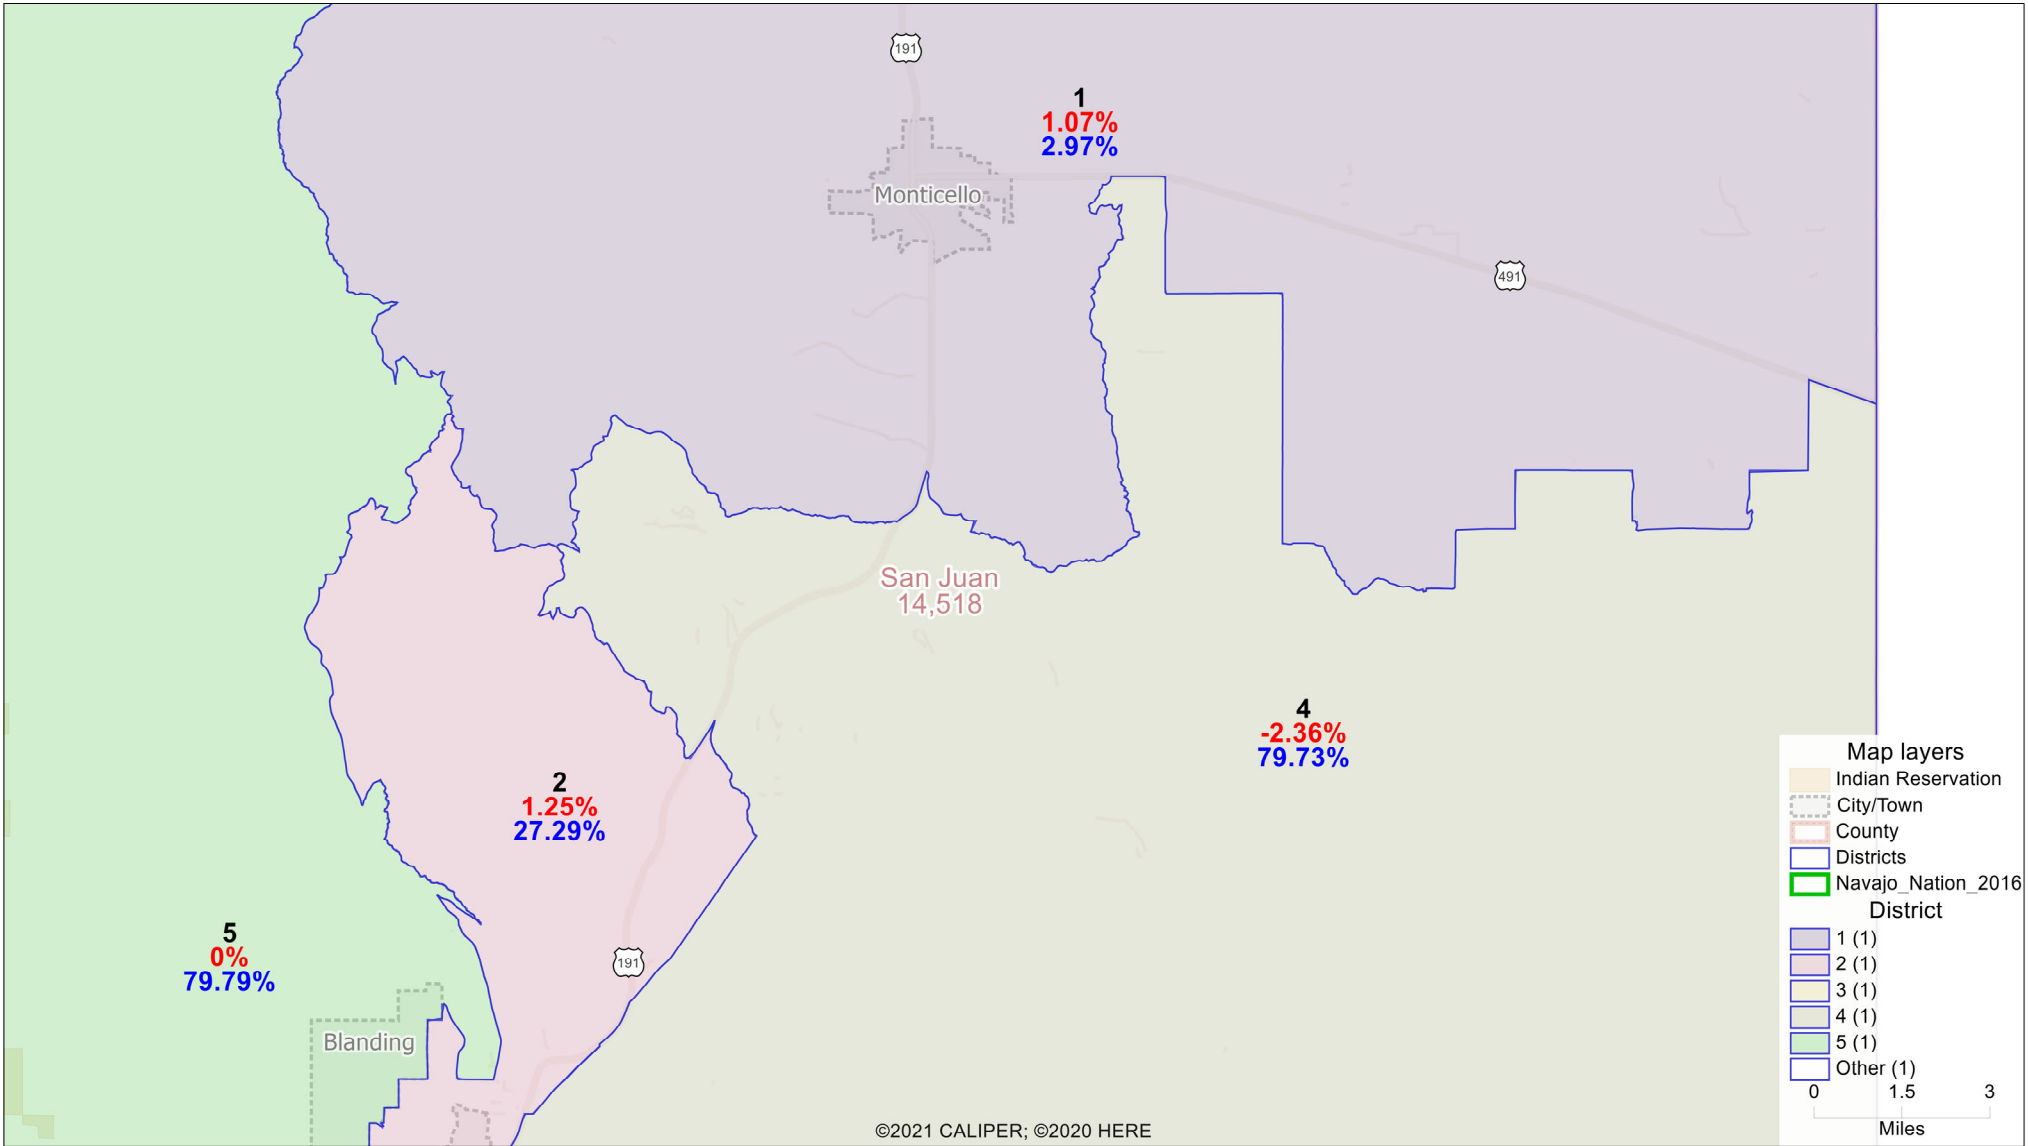 191
1
1.07%
2.97%
Monticello
491
San Juan
14,518
4
-2.36%
79.73%
2
1.25%
27.29%
5
0%
79.79%
191
Blanding
Map layers
Indian Reservation
City/Town
County
Districts
Navajo_Nation_2016
District
1 (1)
2 (1)
3 (1)
4 (1)
5 (1)
Other (1)
0 1.5 3
Miles
©2021 CALIPER; ©2020 HERE